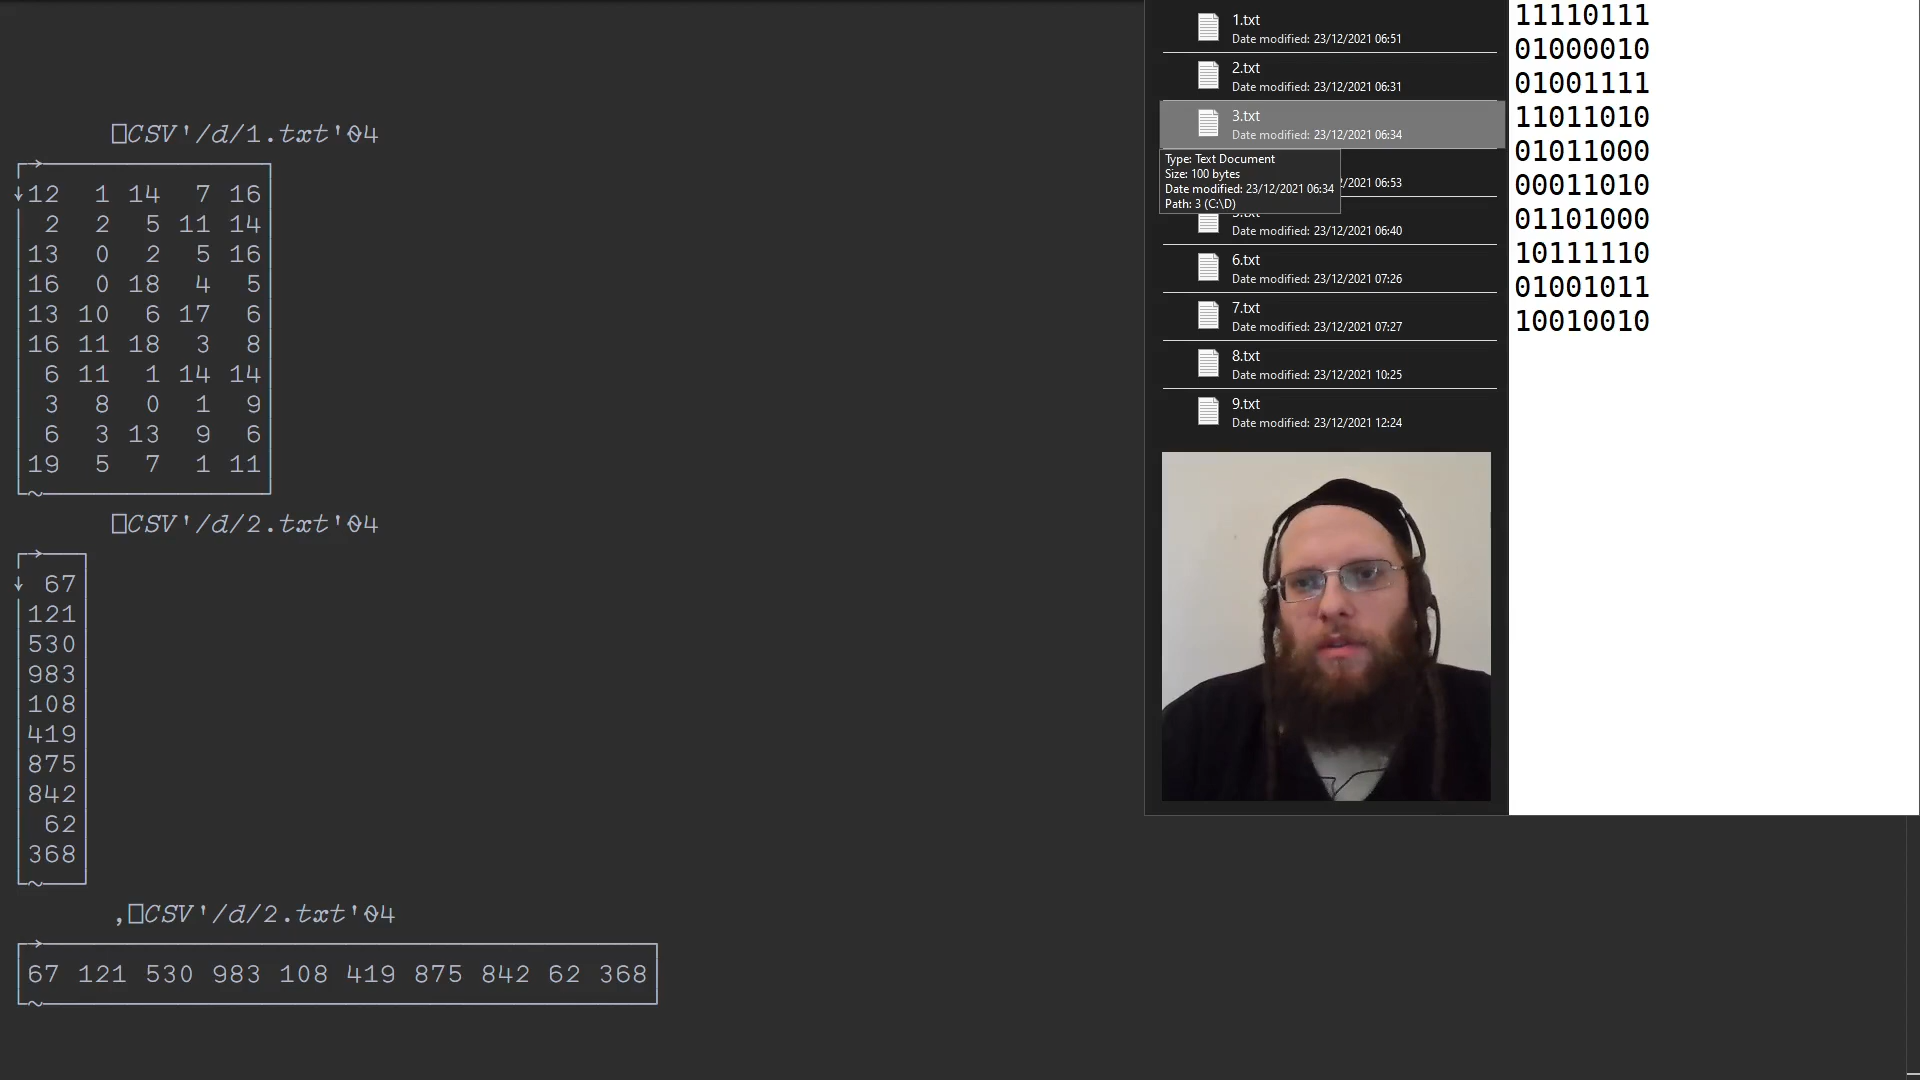 ⎕CSV'/d/1.txt'⍬4
12 1 14 7 16
2 2 5 11 14
13 0 2 5 16
16 0 18 4 5
13 10 6 17 6
16 11 18 3 8
6 11 1 14 14
3 8 0 1 9
6 3 13 9 6
19 5 7 1 11
⎕CSV'/d/2.txt'⍬4
67
121
530
983
108
419
875
842
62
368
,⎕CSV'/d/2.txt'⍬4
67 121 530 983 108 419 875 842 62 368
1.txt
Date modified: 23/12/2021 06:51
2.txt
Date modified: 23/12/2021 06:31
3.txt
Date modified: 23/12/2021 06:34
Type: Text Document
Size: 100 bytes
Date modified: 23/12/2021 06:34
Path: 3 (C:\D)
2/2021 06:53
Date modified: 23/12/2021 06:40
6.txt
Date modified: 23/12/2021 07:26
7.txt
Date modified: 23/12/2021 07:27
8.txt
Date modified: 23/12/2021 10:25
9.txt
Date modified: 23/12/2021 12:24
11110111
01000010
01001111
11011010
01011000
00011010
01101000
10111110
01001011
10010010